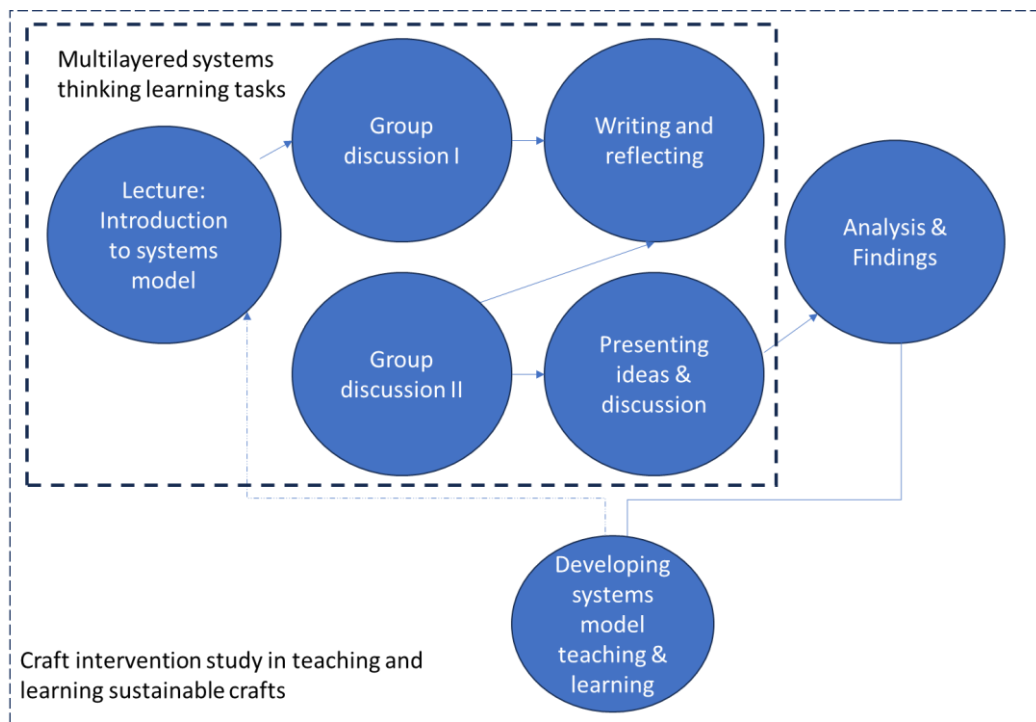 Multilayered systems
thinking learning tasks
Lecture:
Introduction
to systems
model
Group
discussion I
Writing and
reflecting
Group
discussion II
Presenting
ideas &
discussion
Analysis &
Findings
Developing
systems
model
teaching &
learning
Craft intervention study in teaching and
learning sustainable crafts